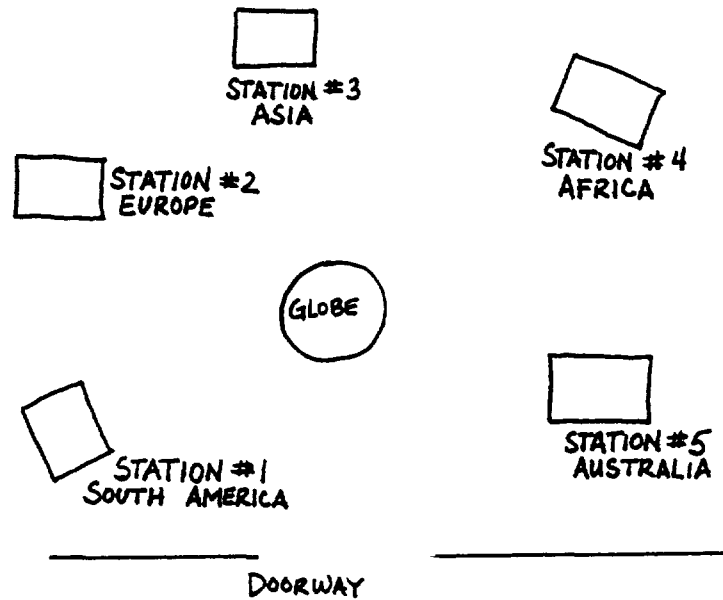 STATION #3
ASIA
STATION #4
AFRICA
STATION #2
EUROPE
GLOBE
STATION #5
AUSTRALIA
STATION #1
SOUTH AMERICA
DOORWAY